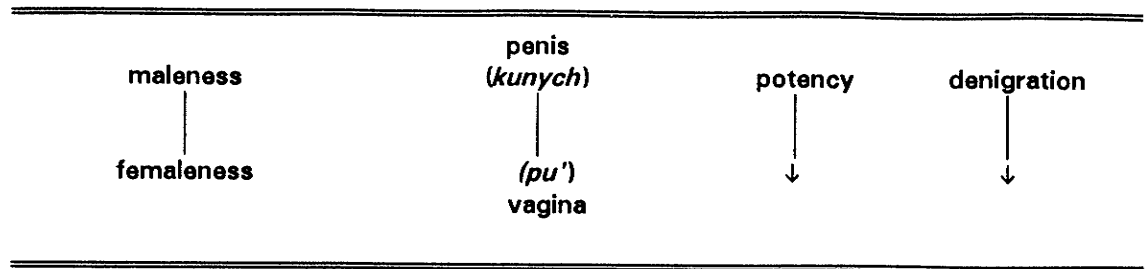 penis
maleness (kunych) potency denigration
femaleness (pu') ↓ ↓
vagina